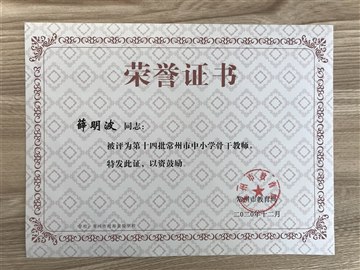 荣誉证书
薛明波 同志：
被评为第十四批常州市中小学骨干教师，
特发此证，以资鼓励。
常州市教育局
二〇二〇年十二月